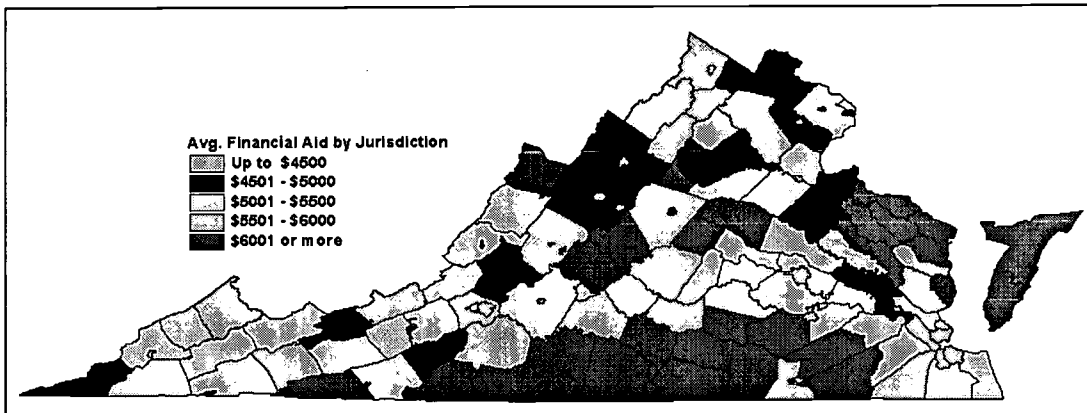 Avg. Financial Aid by Jurisdiction
Up to $4500
$4501 - $5000
$5001 - $5500
$5501 - $6000
$6001 or more